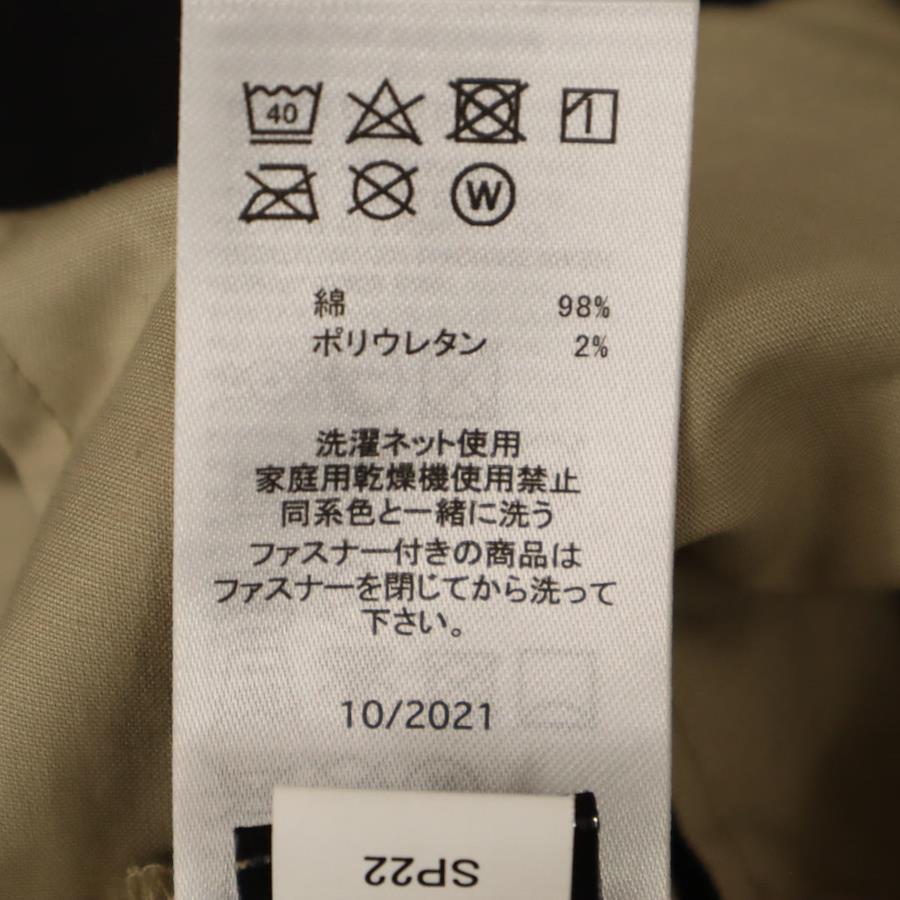 40
W
綿 98%
ポリウレタン 2%
洗濯ネット使用
家庭用乾燥機使用禁止
同系色と一緒に洗う
ファスナー付きの商品は
ファスナーを閉じてから洗って
下さい。
10/2021
SP22